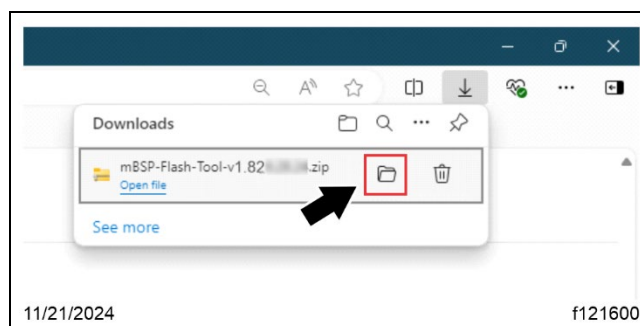 Downloads
mBSP-Flash-Tool-v1.82 .zip
Open file
See more
11/21/2024
f121600